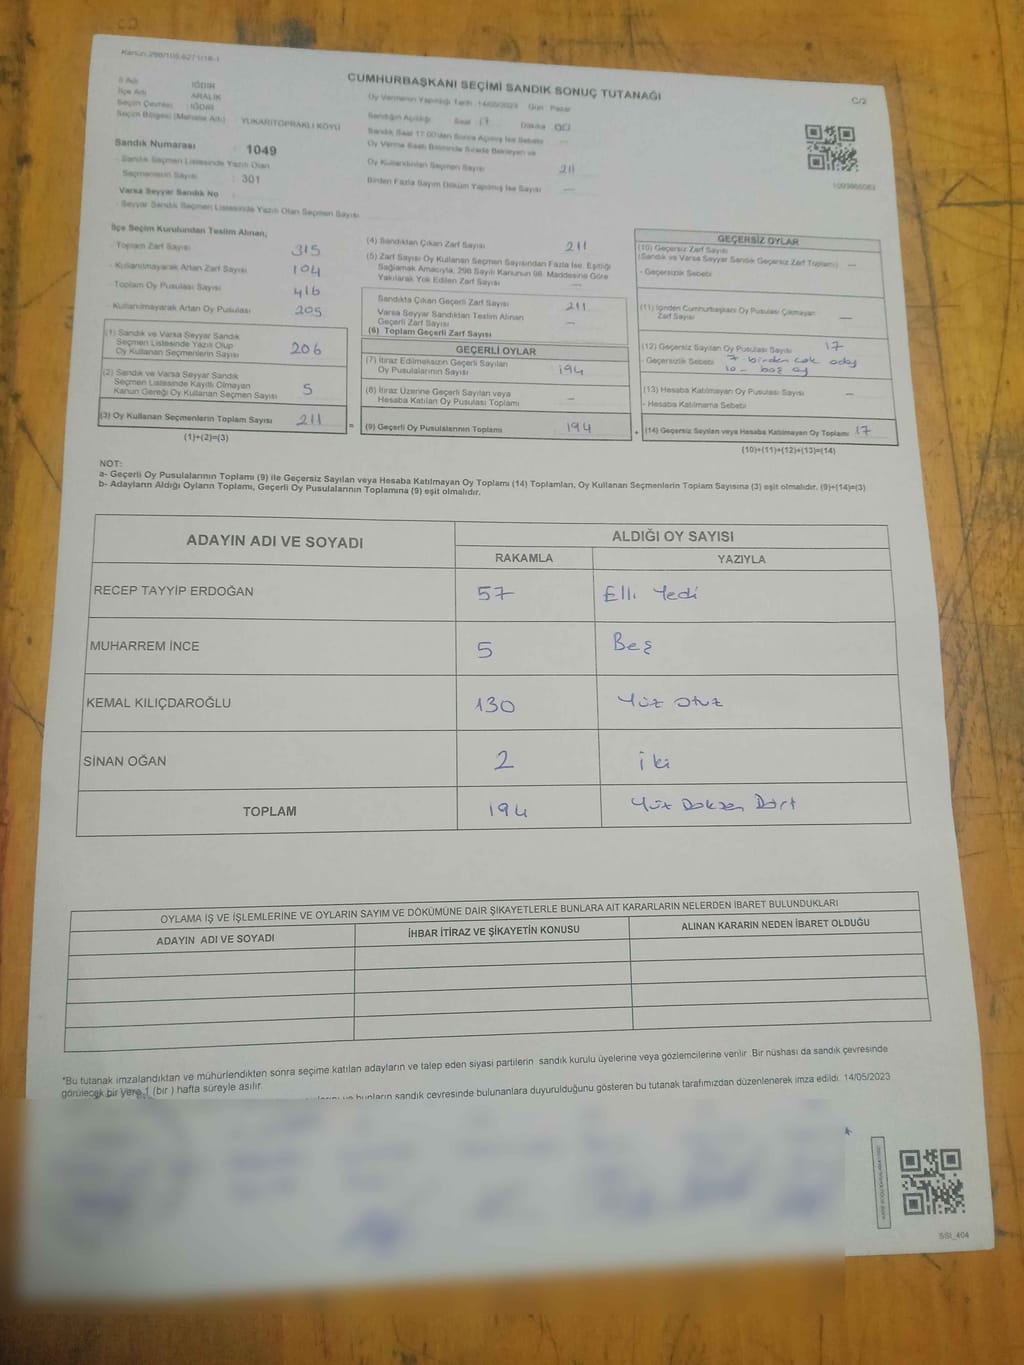 Kanun:298/105,6271/18-1
CUMHURBAŞKANI SEÇİMİ SANDIK SONUÇ TUTANAĞI
C/2
İl Adı IĞDIR
İlçe Adı ARALIK
Seçim Çevresi IĞDIR
Seçim Bölgesi (Mahalle Adı) YUKARITOPRAKLI KÖYÜ
Oy Vermenin Yapıldığı Tarih: 14/05/2023 Gün: Pazar
Sandığın Açıldığı Saat 17 Dakika 00
Sandık Saat 17.00'den Sonra Açılmış İse Sebebi —
Oy Verme Saati Bitiminde Sırada Bekleyen ve
Oy Kullandırılan Seçmen Sayısı 211
Birden Fazla Sayım Döküm Yapılmış İse Sayısı —
Sandık Numarası 1049
- Sandık Seçmen Listesinde Yazılı Olan
Seçmenlerin Sayısı : 301
Varsa Seyyar Sandık No
- Seyyar Sandık Seçmen Listesinde Yazılı Olan Seçmen Sayısı
İlçe Seçim Kurulundan Teslim Alınan;
- Toplam Zarf Sayısı 315
- Kullanılmayarak Artan Zarf Sayısı 104
- Toplam Oy Pusulası Sayısı 416
- Kullanılmayarak Artan Oy Pusulası 205
(1) Sandık ve Varsa Seyyar Sandık
Seçmen Listesinde Yazılı Olup
Oy Kullanan Seçmenlerin Sayısı 206
(2) Sandık ve Varsa Seyyar Sandık
Seçmen Listesinde Kayıtlı Olmayan
Kanun Gereği Oy Kullanan Seçmen Sayısı 5
(3) Oy Kullanan Seçmenlerin Toplam Sayısı 211
(1)+(2)=(3)
(4) Sandıktan Çıkan Zarf Sayısı 211
(5) Zarf Sayısı Oy Kullanan Seçmen Sayısından Fazla İse, Eşitliği
Sağlamak Amacıyla, 298 Sayılı Kanunun 98. Maddesine Göre
Yakılarak Yok Edilen Zarf Sayısı —
Sandıkta Çıkan Geçerli Zarf Sayısı 211
Varsa Seyyar Sandıktan Teslim Alınan
Geçerli Zarf Sayısı —
(6) Toplam Geçerli Zarf Sayısı
GEÇERLİ OYLAR
(7) İtiraz Edilmeksizin Geçerli Sayılan
Oy Pusulalarının Sayısı 194
(8) İtiraz Üzerine Geçerli Sayılan veya
Hesaba Katılan Oy Pusulası Toplamı —
= (9) Geçerli Oy Pusulalarının Toplamı 194
GEÇERSİZ OYLAR
(10) Geçersiz Zarf Sayısı
(Sandık ve Varsa Seyyar Sandık Geçersiz Zarf Toplamı) —
- Geçersizlik Sebebi
(11) İçinden Cumhurbaşkanı Oy Pusulası Çıkmayan
Zarf Sayısı —
(12) Geçersiz Sayılan Oy Pusulası Sayısı 17
- Geçersizlik Sebebi 7 birden çok aday
10 - boş oy
(13) Hesaba Katılmayan Oy Pusulası Sayısı —
- Hesaba Katılmama Sebebi
+ (14) Geçersiz Sayılan veya Hesaba Katılmayan Oy Toplamı 17
(10)+(11)+(12)+(13)=(14)
NOT:
a- Geçerli Oy Pusulalarının Toplamı (9) ile Geçersiz Sayılan veya Hesaba Katılmayan Oy Toplamı (14) Toplamları, Oy Kullanan Seçmenlerin Toplam Sayısına (3) eşit olmalıdır. (9)+(14)=(3)
b- Adayların Aldığı Oyların Toplamı, Geçerli Oy Pusulalarının Toplamına (9) eşit olmalıdır.
ADAYIN ADI VE SOYADI ALDIĞI OY SAYISI
RAKAMLA YAZIYLA
RECEP TAYYİP ERDOĞAN 57 Elli Yedi
MUHARREM İNCE 5 Beş
KEMAL KILIÇDAROĞLU 130 Yüz Otuz
SİNAN OĞAN 2 iki
TOPLAM 194 Yüz Doksan Dört
OYLAMA İŞ VE İŞLEMLERİNE VE OYLARIN SAYIM VE DÖKÜMÜNE DAİR ŞİKAYETLERLE BUNLARA AİT KARARLARIN NELERDEN İBARET BULUNDUKLARI
ADAYIN ADI VE SOYADI İHBAR İTİRAZ VE ŞİKAYETİN KONUSU ALINAN KARARIN NEDEN İBARET OLDUĞU
*Bu tutanak imzalandıktan ve mühürlendikten sonra seçime katılan adayların ve talep eden siyasi partilerin sandık kurulu üyelerine veya gözlemcilerine verilir. Bir nüshası da sandık çevresinde
görülecek bir yere 1 (bir ) hafta süreyle asılır.
bunların sandık çevresinde bulunanlara duyurulduğunu gösteren bu tutanak tarafımızdan düzenlenerek imza edildi. 14/05/2023
SSI_404